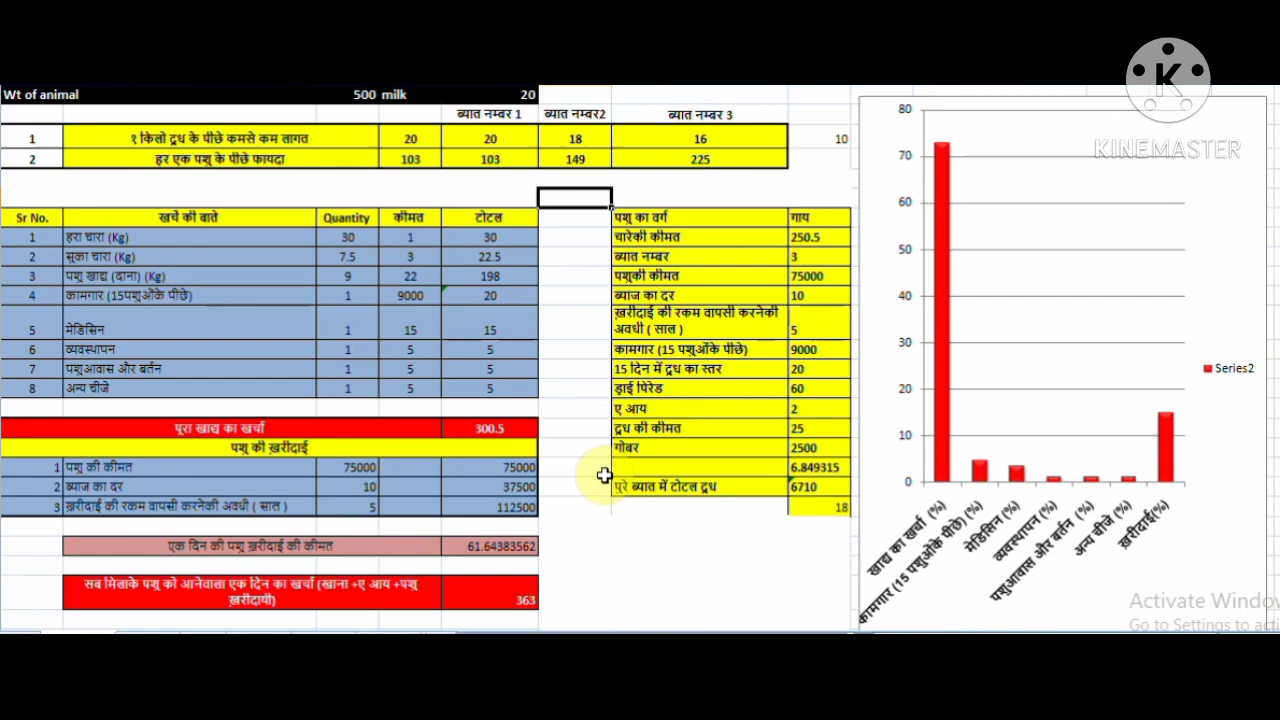 K
KINEMASTER
Wt of animal 500 milk 20
ब्यात नम्बर 1 ब्यात नम्बर2 ब्यात नम्बर 3
1 १ किलो दूध के पीछे कमसे कम लागत 20 20 18 16 10
2 हर एक पशु के पीछे फायदा 103 103 149 225
Sr No. खर्चे की बाते Quantity कीमत टोटल
1 हरा चारा (Kg) 30 1 30
2 सुका चारा (Kg) 7.5 3 22.5
3 पशु खाद्य (दाना) (Kg) 9 22 198
4 कामगार (15पशुओंके पीछे) 1 9000 20
5 मेडिसिन 1 15 15
6 व्यवस्थापन 1 5 5
7 पशुआवास और बर्तन 1 5 5
8 अन्य चीजे 1 5 5
पूरा खाद्य का खर्चा 300.5
पशु की ख़रीदाई
1 पशु की कीमत 75000 75000
2 ब्याज का दर 10 37500
3 ख़रीदाई की रकम वापसी करनेकी अवधी ( साल ) 5 112500
एक दिन की पशु ख़रीदाई की कीमत 61.64383562
सब मिलाके पशु को आनेवाला एक दिन का खर्चा (खाना +ए आय +पशु
ख़रीदायी) 363
पशु का वर्ग गाय
चारेकी कीमत 250.5
ब्यात नम्बर 3
पशुकी कीमत 75000
ब्याज का दर 10
ख़रीदाई की रकम वापसी करनेकी
अवधी ( साल ) 5
कामगार (15 पशुओंके पीछे) 9000
15 दिन में दूध का स्तर 20
ड्राई पिरेड 60
ए आय 2
दूध की कीमत 25
गोबर 2500
6.849315
पुरे ब्यात में टोटल दूध 6710
18
80
70
60
50
40
30
20
10
0
खाद्य का खर्चा (%)
कामगार (15 पशुओंके पीछे) (%)
मेडिसिन (%)
व्यवस्थापन (%)
पशुआवास और बर्तन (%)
अन्य चीजे (%)
ख़रीदाई(%)
Series2
Activate Window
Go to Settings to acti